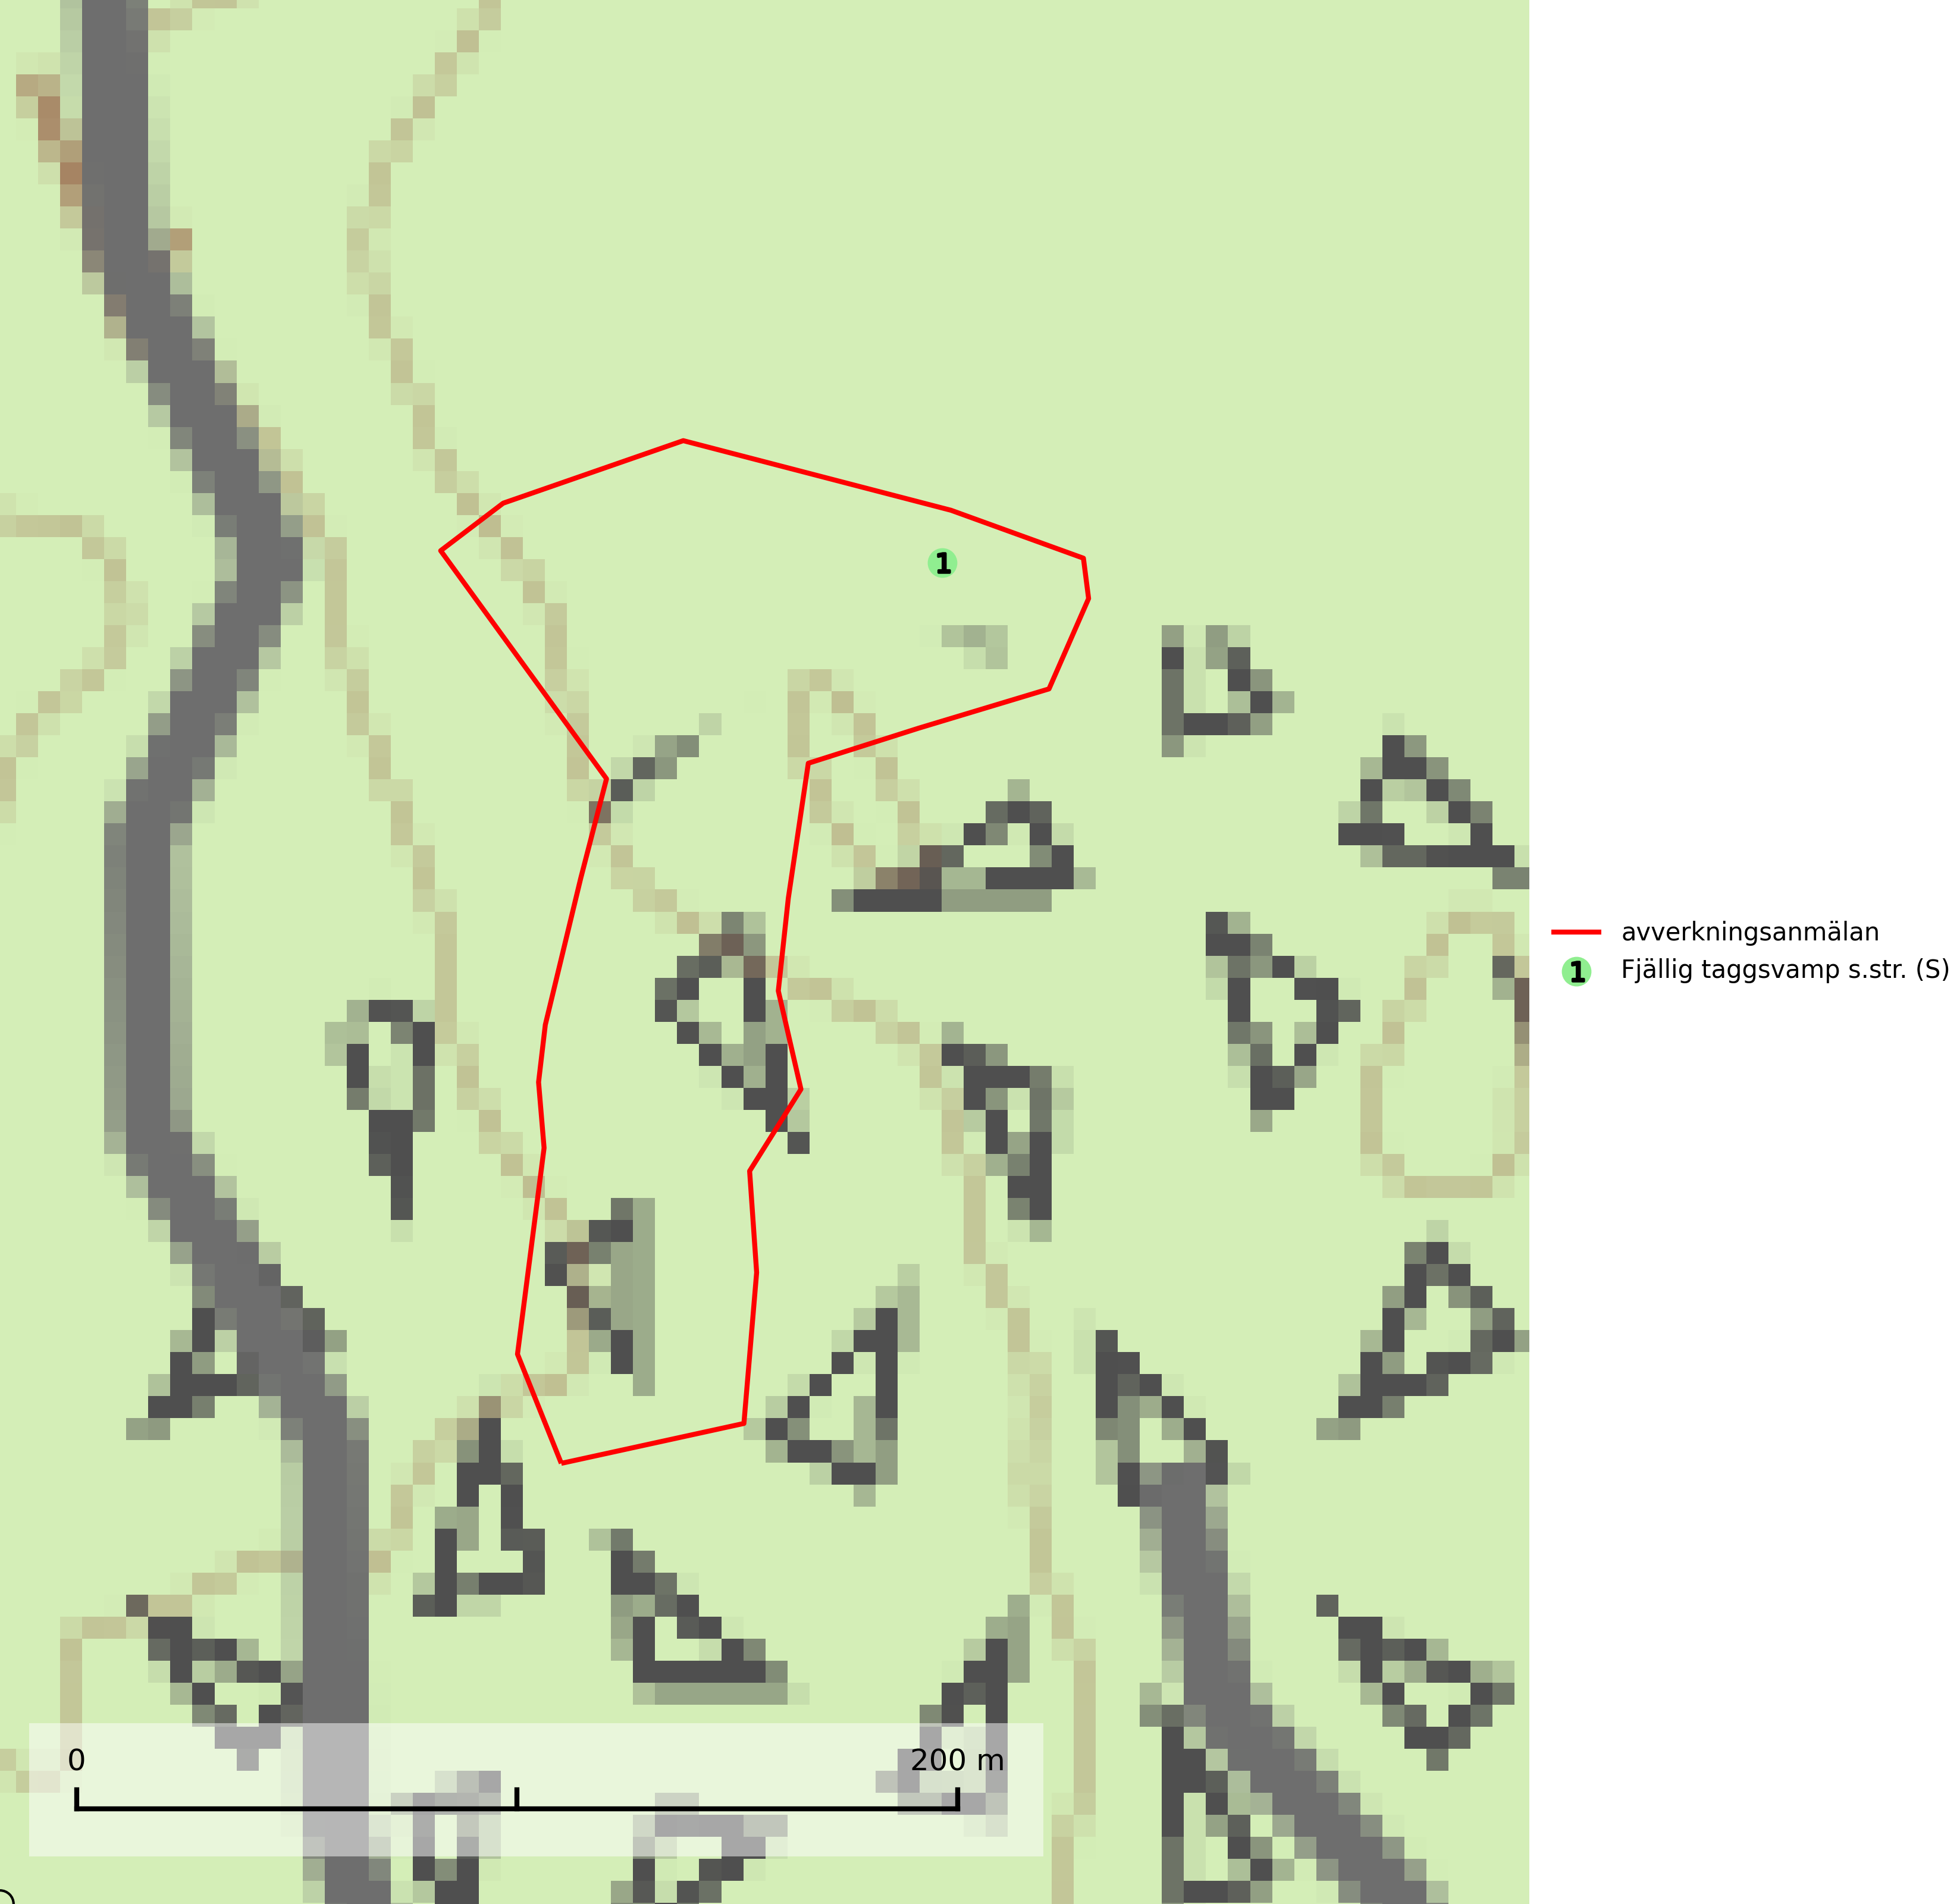 1
avverkningsanmälan
1 Fjällig taggsvamp s.str. (S)
0 200 m